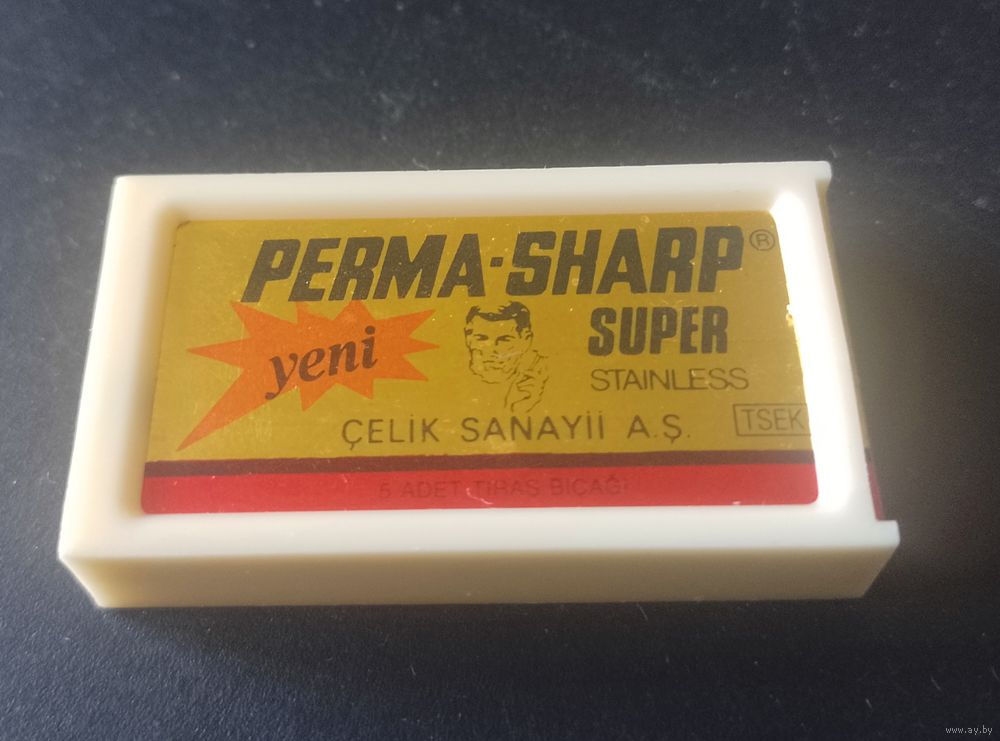 PERMA-SHARP®
yeni
SUPER
STAINLESS
ÇELİK SANAYİİ A.Ş.
TSEK
5 ADET TIRAŞ BIÇAĞI
www.ay.by